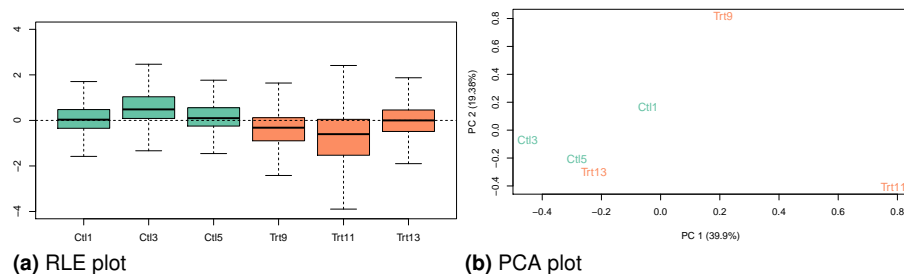 4
2
0
−2
−4
Ctl1 Ctl3 Ctl5 Trt9 Trt11 Trt13
(a) RLE plot
PC 2 (19.38%)
0.8
0.6
0.4
0.2
0.0
−0.2
−0.4
Trt9
Ctl1
Ctl3
Ctl5
Trt13
Trt11
−0.4 −0.2 0.0 0.2 0.4 0.6 0.8
PC 1 (39.9%)
(b) PCA plot